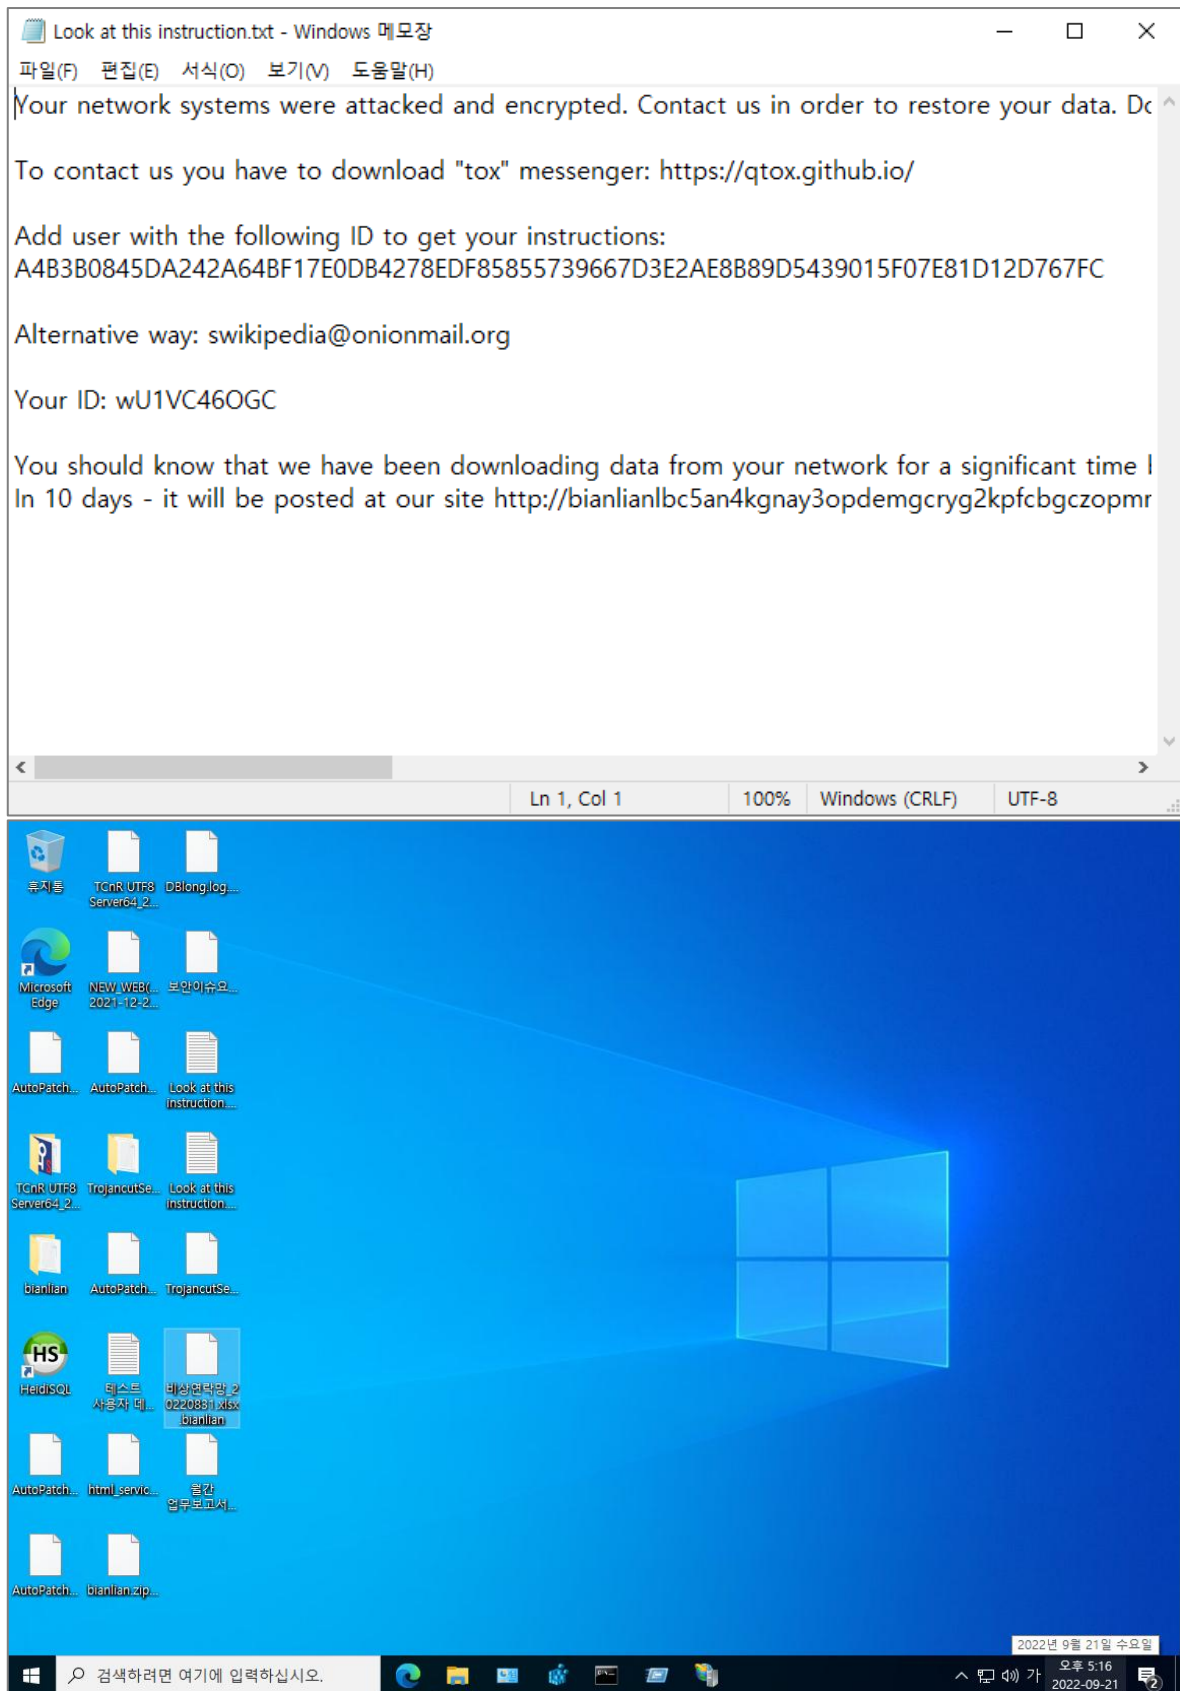 Look at this instruction.txt - Windows 메모장
파일(F) 편집(E) 서식(O) 보기(V) 도움말(H)
Your network systems were attacked and encrypted. Contact us in order to restore your data. Do
To contact us you have to download "tox" messenger: https://qtox.github.io/
Add user with the following ID to get your instructions:
A4B3B0845DA242A64BF17E0DB4278EDF85855739667D3E2AE8B89D5439015F07E81D12D767FC
Alternative way: swikipedia@onionmail.org
Your ID: wU1VC46OGC
You should know that we have been downloading data from your network for a significant time b
In 10 days - it will be posted at our site http://bianlianlbc5an4kgnay3opdemgcryg2kpfcbgczopmr
Ln 1, Col 1
100%
Windows (CRLF)
UTF-8
휴지통
TCnR UTF8
Server64_2...
DBlong.log....
Microsoft
Edge
NEW_WEB(...
2021-12-2...
보안이슈요...
AutoPatch...
AutoPatch...
Look at this
instruction....
TCnR UTF8
Server64_2...
TrojancutSe...
Look at this
instruction....
bianlian
AutoPatch...
TrojancutSe...
HS
HeidiSQL
테스트
사용자 데...
비상연락망_2
0220831.xlsx
.bianlian
AutoPatch...
html_servic...
월간
업무보고서...
AutoPatch...
bianlian.zip...
2022년 9월 21일 수요일
검색하려면 여기에 입력하십시오.
가
오후 5:16
2022-09-21
2